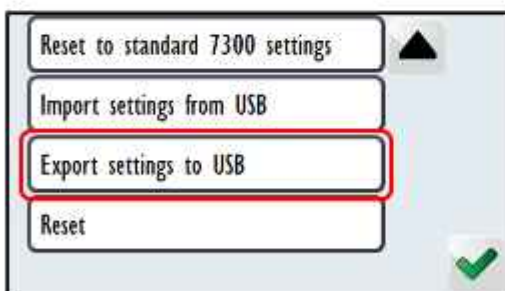 Reset to standard 7300 settings
Import settings from USB
Export settings to USB
Reset